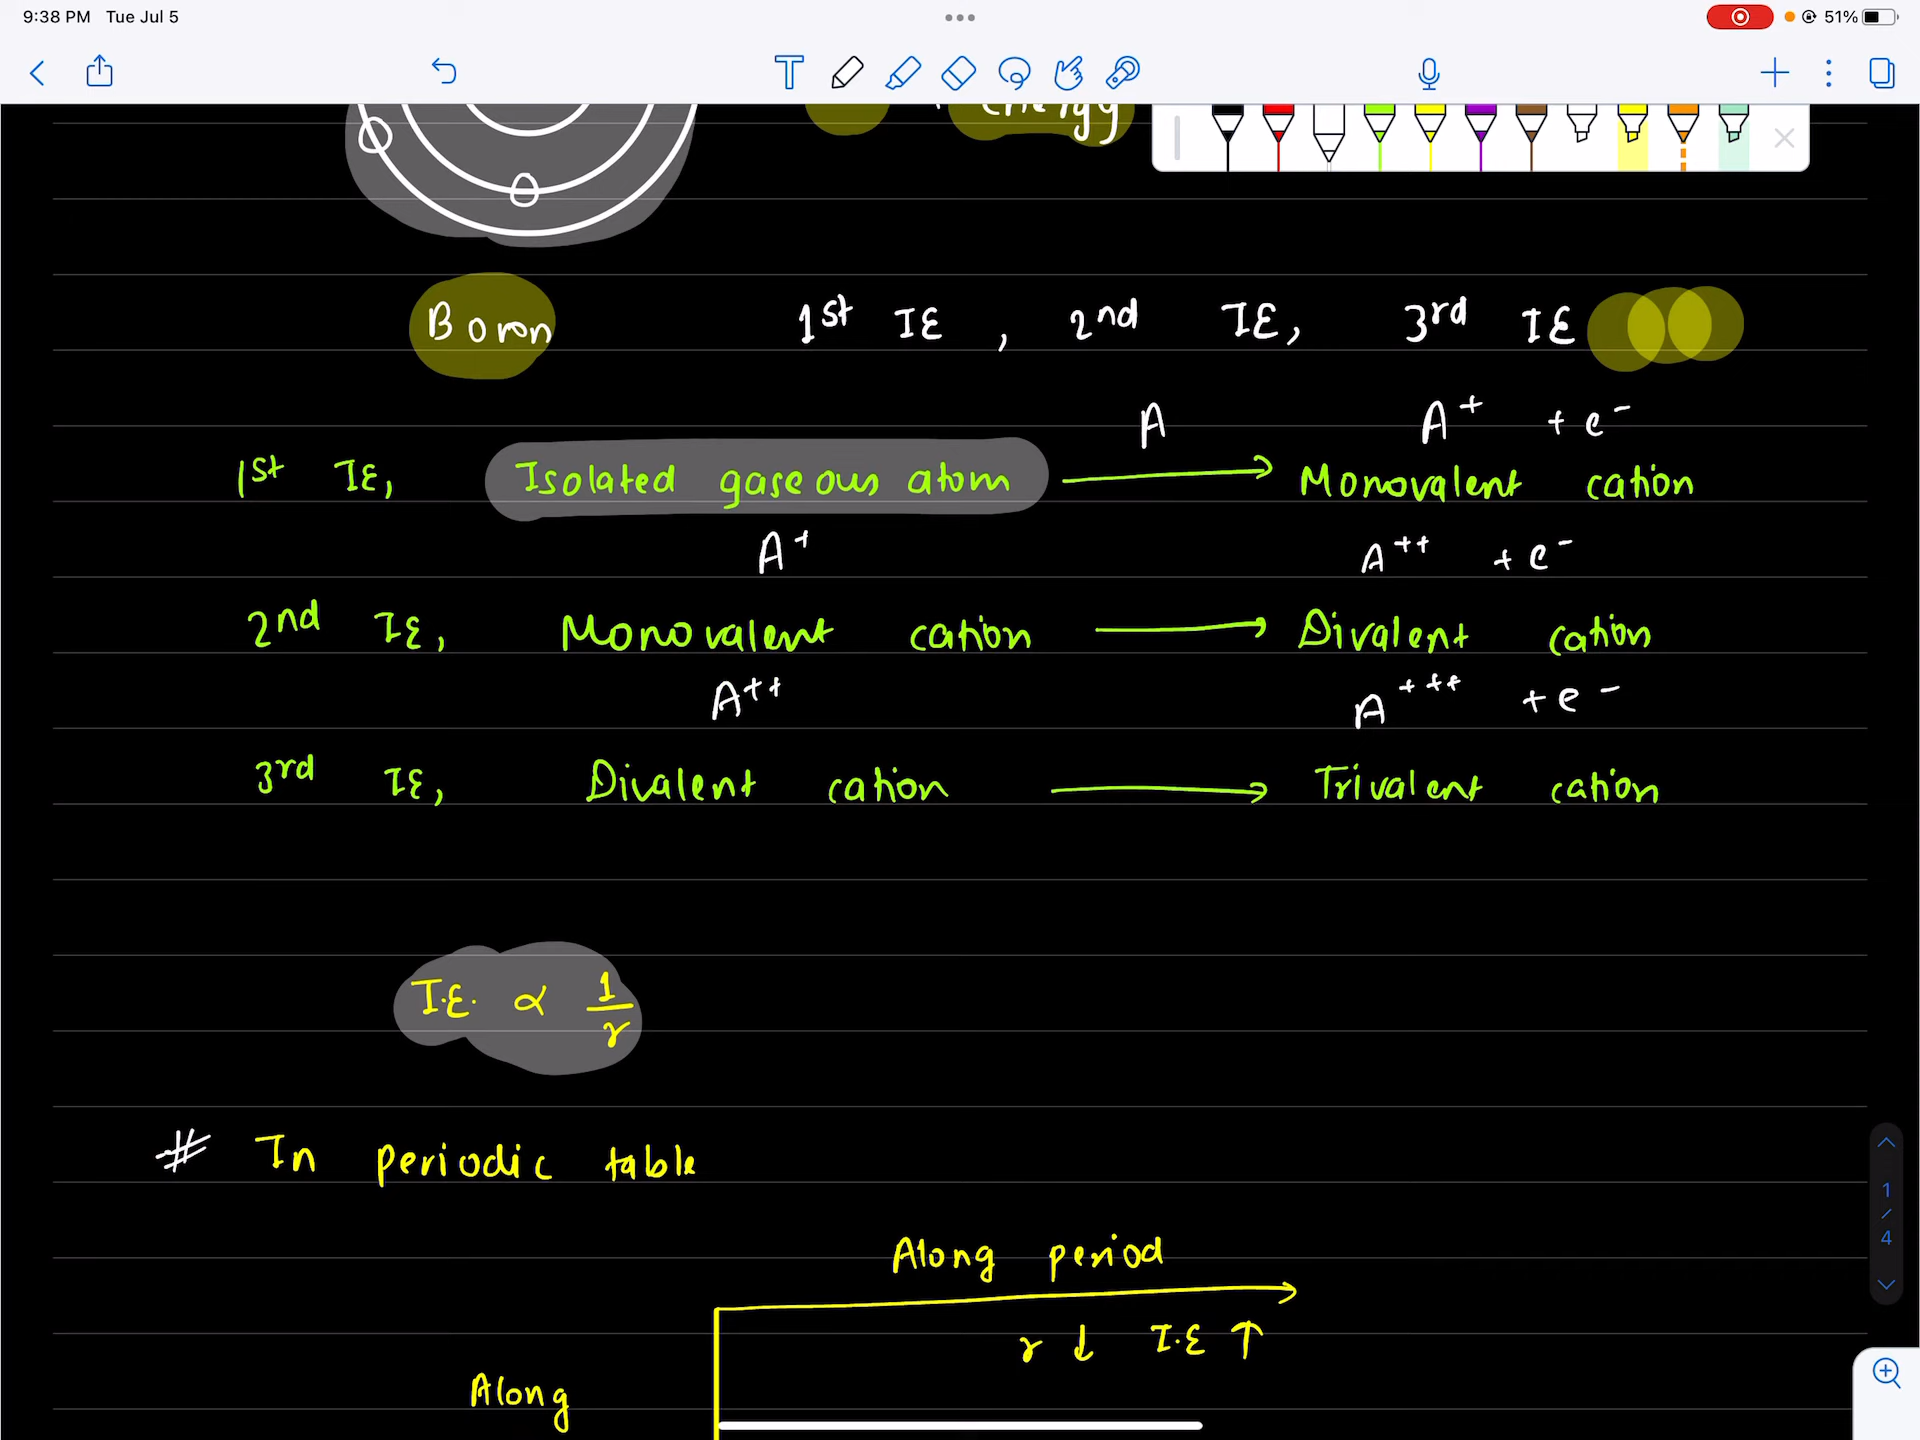 9:38 PM Tue Jul 5
51%
Energy
Boron 1st IE, 2nd IE, 3rd IE
A A+ + e-
1st IE, Isolated gaseous atom → Monovalent cation
A+ A++ + e-
2nd IE, Monovalent cation → Divalent cation
A++ A+++ + e-
3rd IE, Divalent cation → Trivalent cation
I.E. ∝ 1/r
# In periodic table
Along period
r ↓ I.E ↑
Along
1
/
4